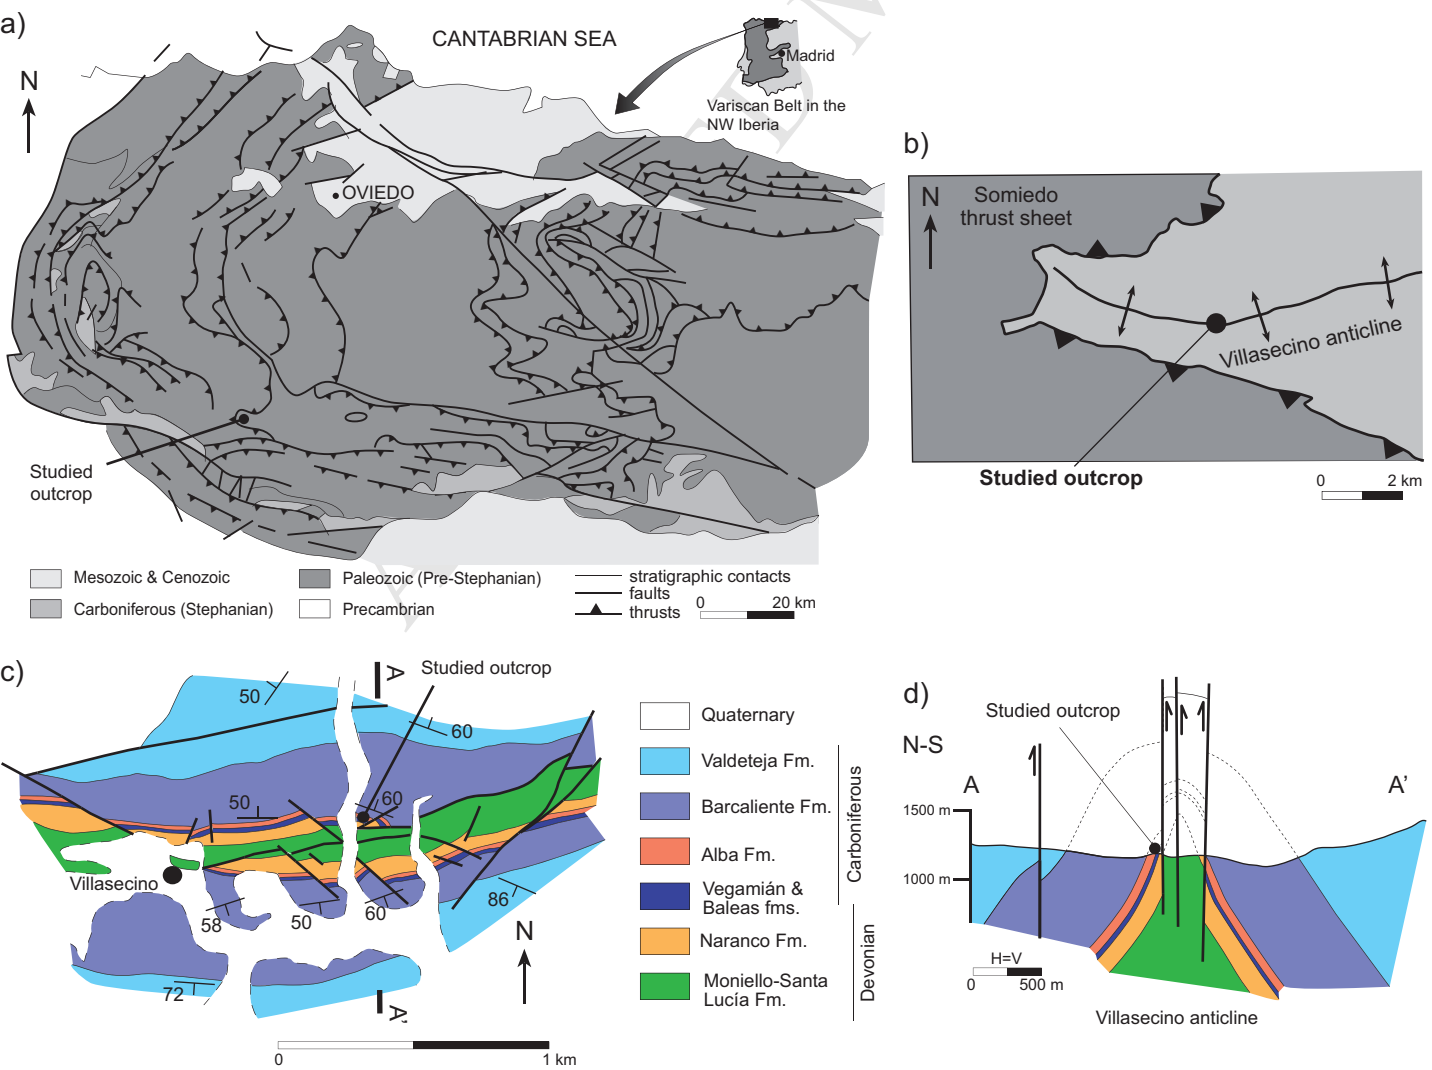 a)
CANTABRIAN SEA
N
Madrid
Variscan Belt in the
NW Iberia
OVIEDO
Studied
outcrop
Mesozoic & Cenozoic
Carboniferous (Stephanian)
Paleozoic (Pre-Stephanian)
Precambrian
stratigraphic contacts
faults
thrusts
0 20 km
b)
N
Somiedo
thrust sheet
Villasecino anticline
Studied outcrop
0 2 km
c)
A
Studied outcrop
50
60
50
60
Villasecino
58
50
60
86
72
N
A'
0 1 km
Quaternary
Valdeteja Fm.
Barcaliente Fm.
Alba Fm.
Vegamián &
Baleas fms.
Naranco Fm.
Moniello-Santa
Lucía Fm.
Carboniferous
Devonian
d)
Studied outcrop
N-S
A A'
1500 m
1000 m
H=V
0 500 m
Villasecino anticline